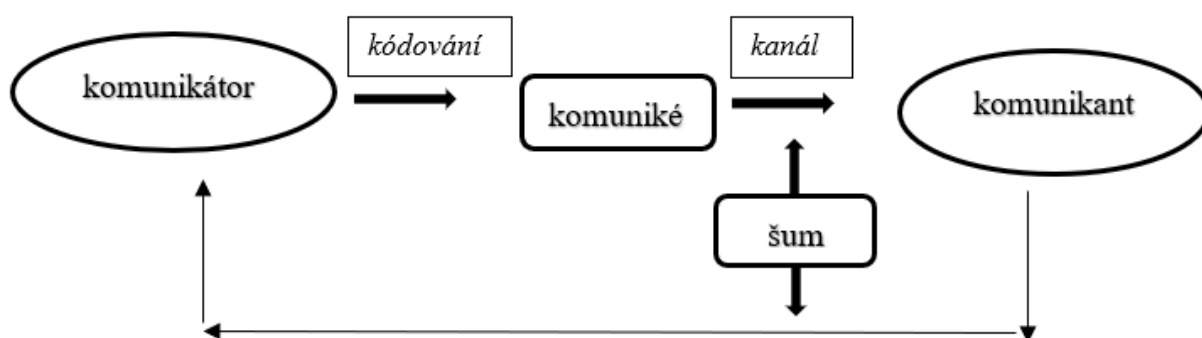 kódování
kanál
komunikátor
komuniké
komunikant
šum